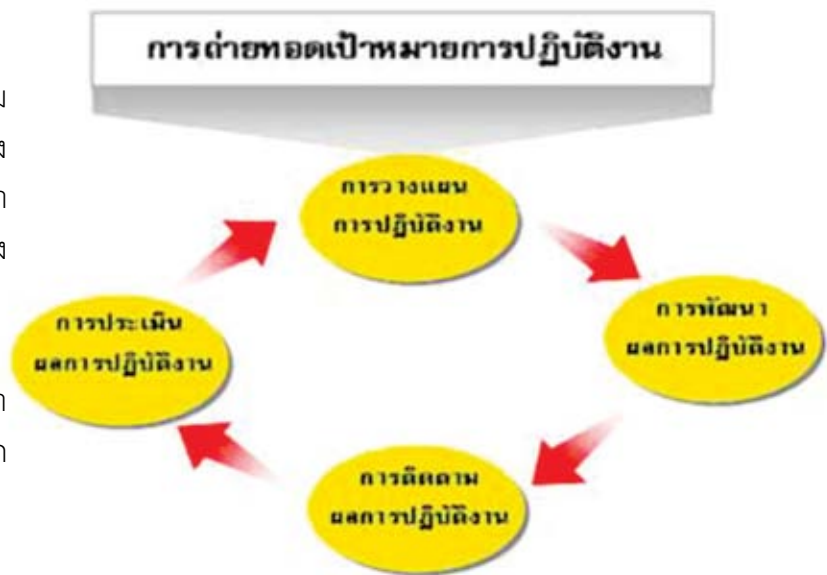 การถ่ายทอดเป้าหมายการปฏิบัติงาน
การวางแผน
การปฏิบัติงาน
การพัฒนา
ผลการปฏิบัติงาน
การติดตาม
ผลการปฏิบัติงาน
การประเมิน
ผลการปฏิบัติงาน